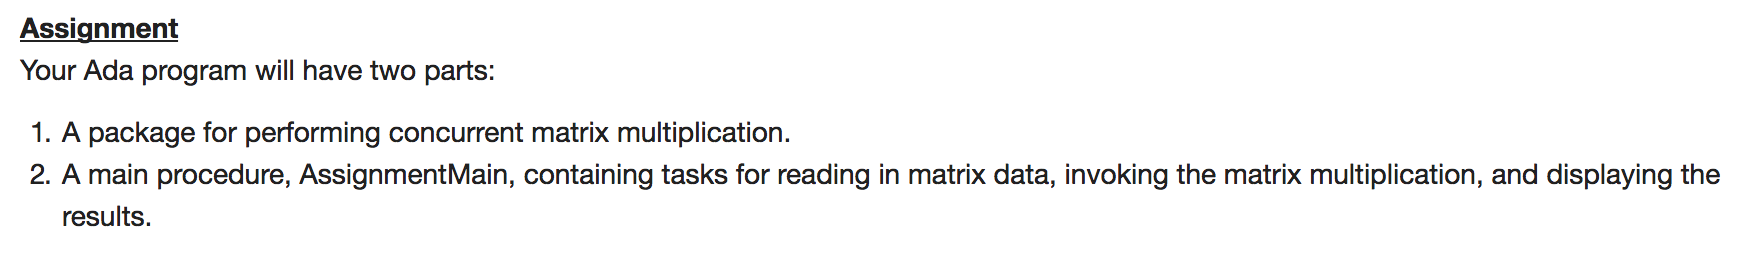 Assignment
Your Ada program will have two parts:
1. A package for performing concurrent matrix multiplication.
2. A main procedure, AssignmentMain, containing tasks for reading in matrix data, invoking the matrix multiplication, and displaying the
results.